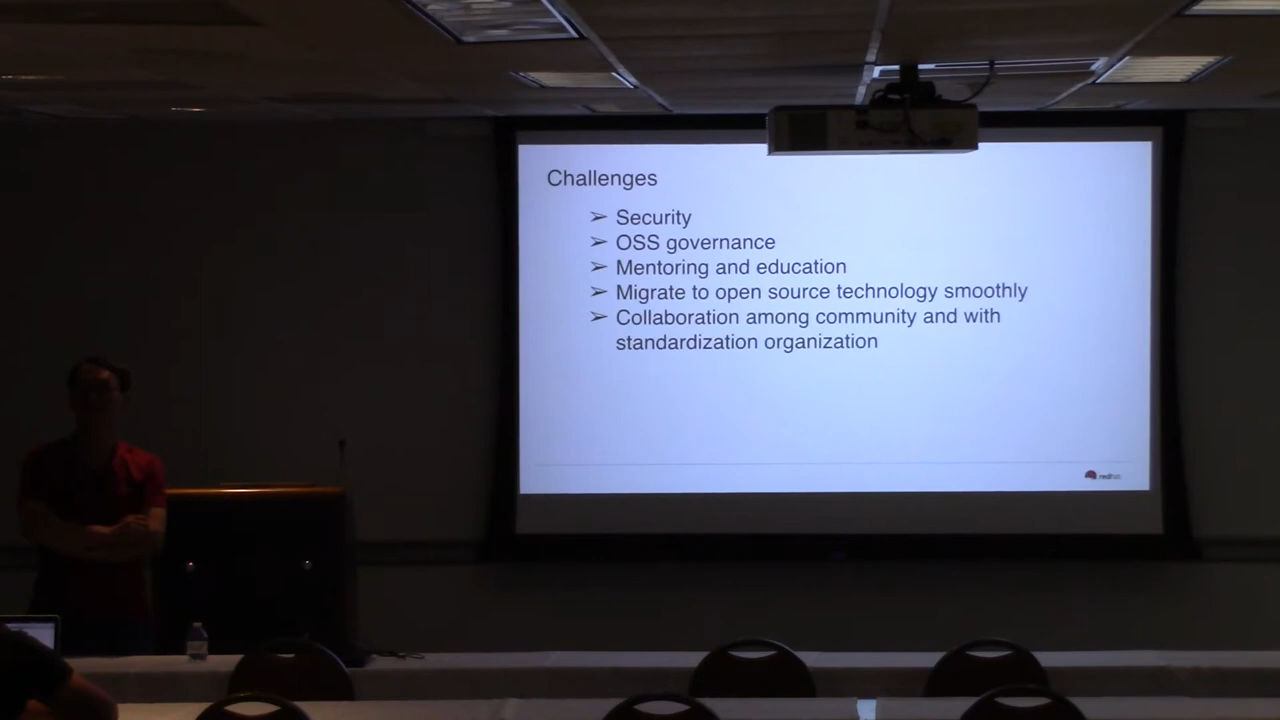 Challenges
➢ Security
➢ OSS governance
➢ Mentoring and education
➢ Migrate to open source technology smoothly
➢ Collaboration among community and with
standardization organization
redhat